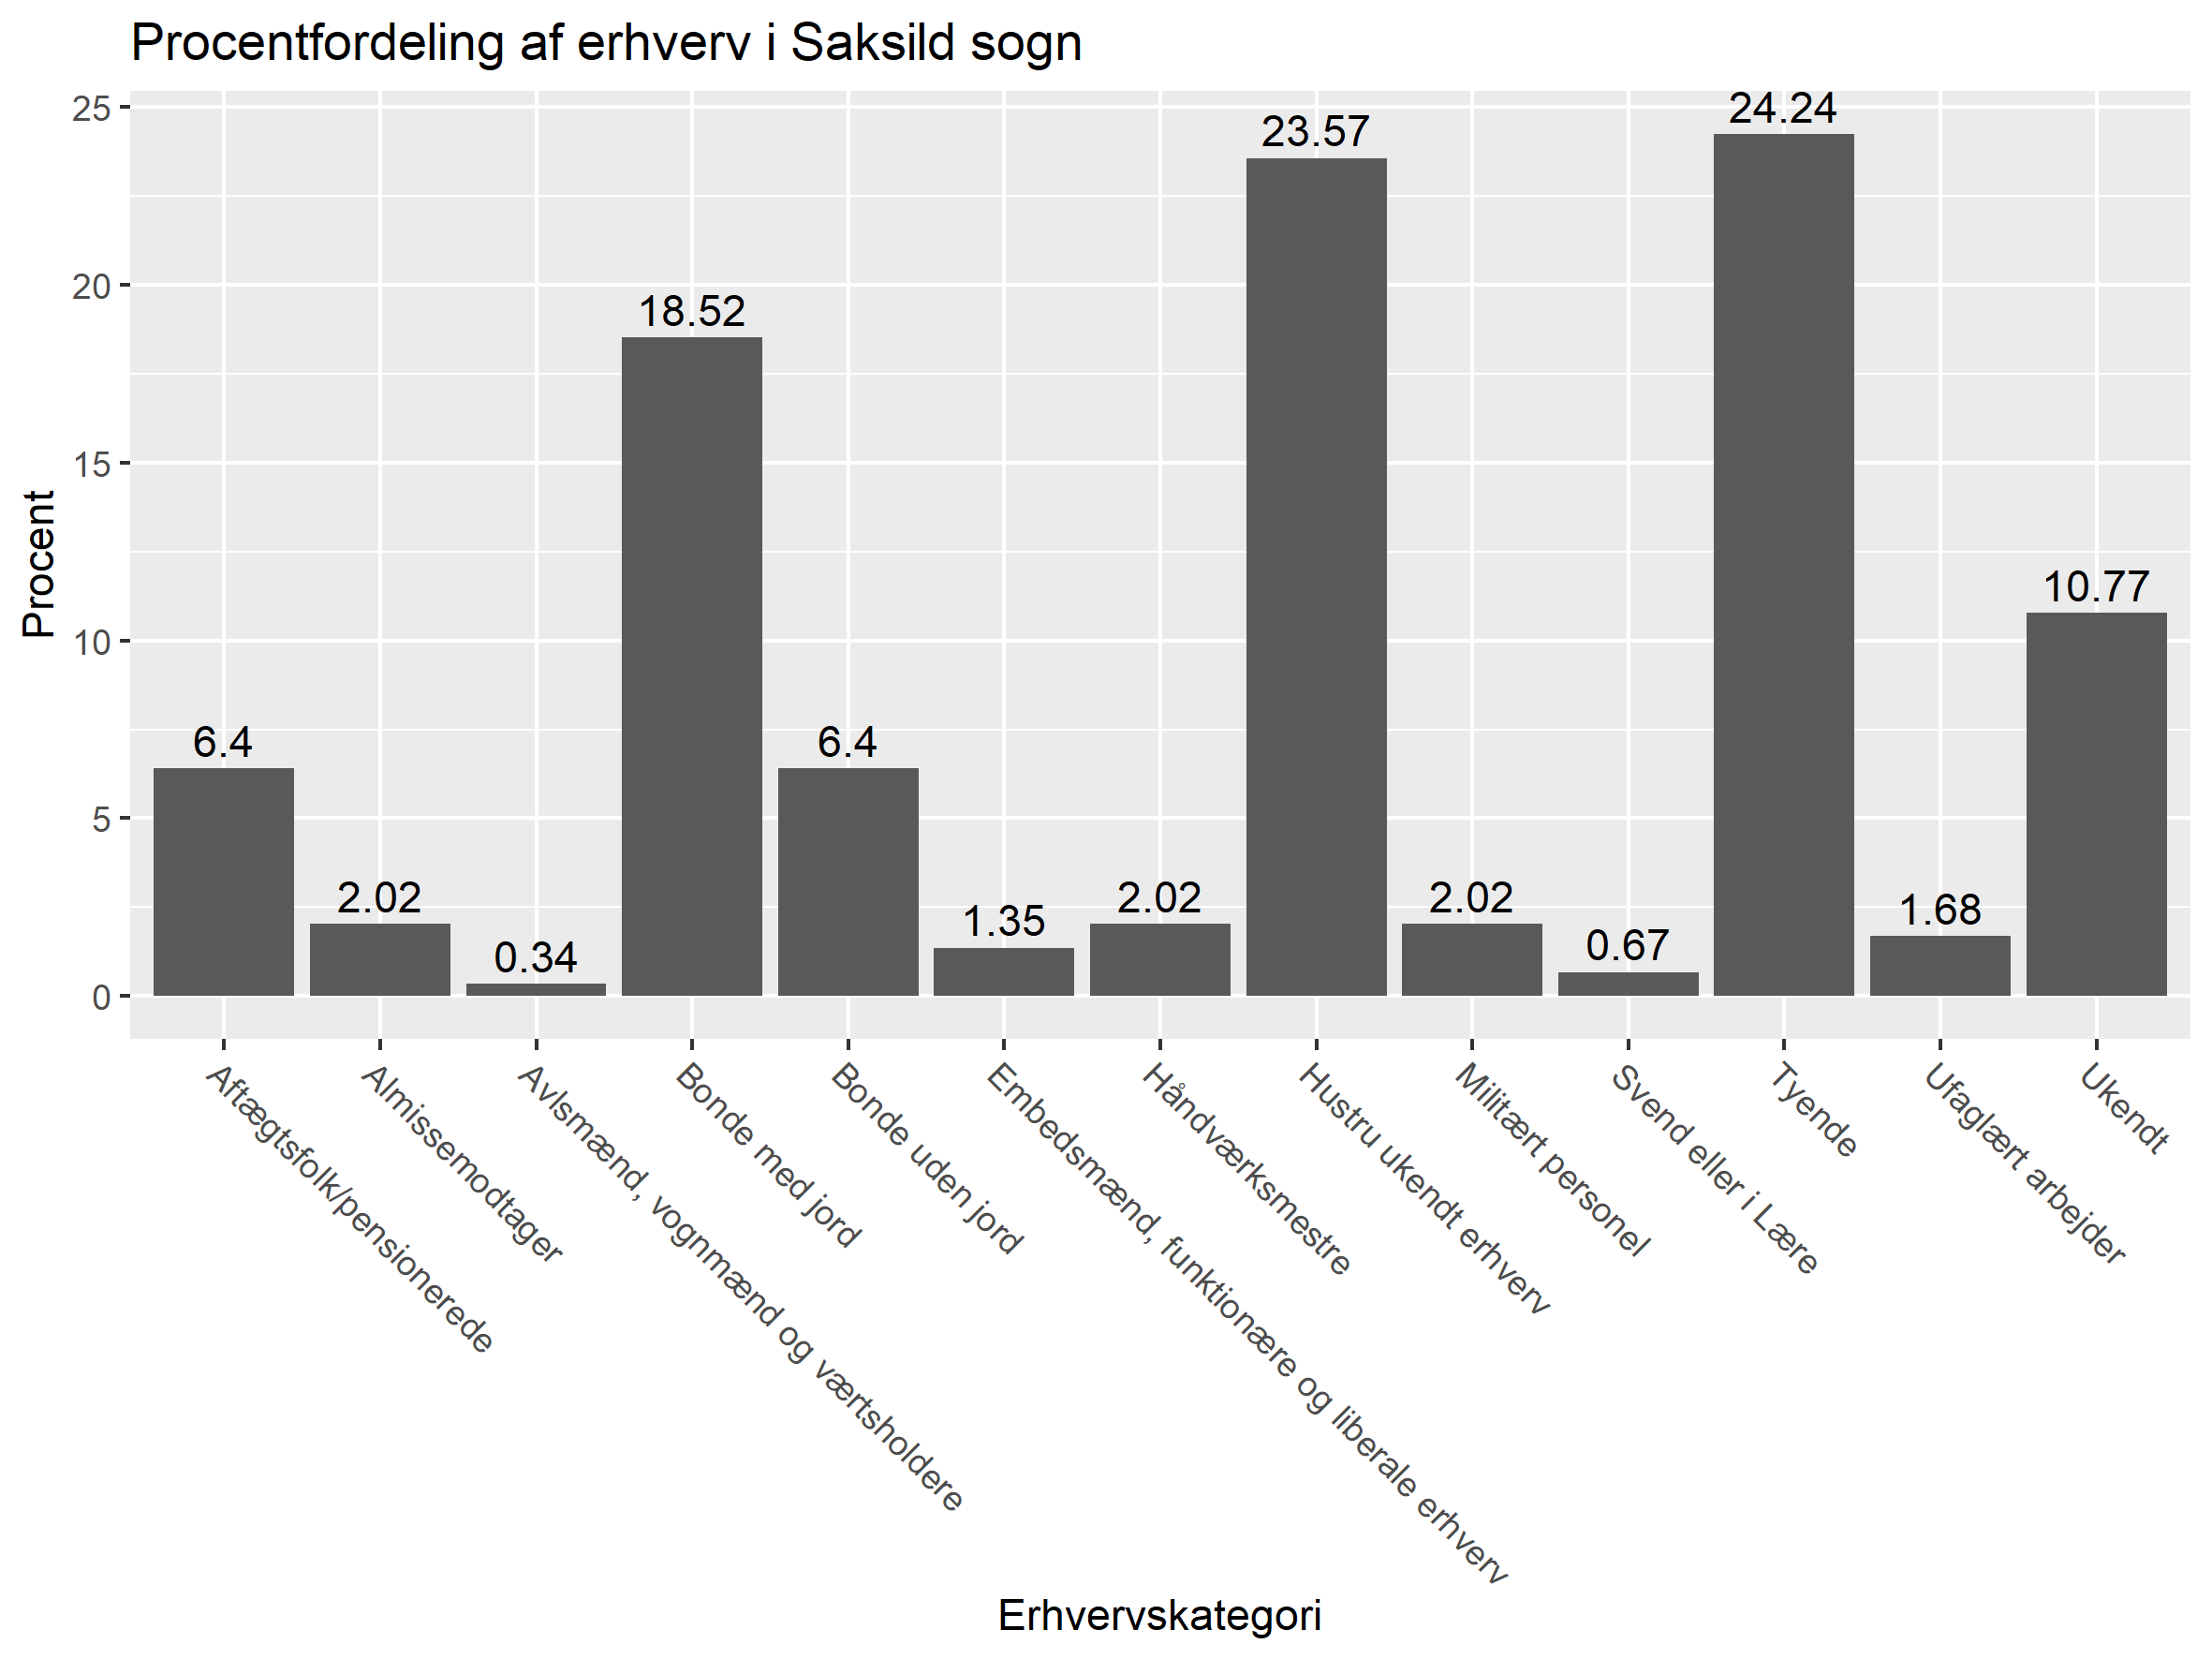 Procentfordeling af erhverv i Saksild sogn
Procent
25
20
15
10
5
0
6.4
2.02
0.34
18.52
6.4
1.35
2.02
23.57
2.02
0.67
24.24
1.68
10.77
Aftægtsfolk/pensionerede
Almissemodtager
Avlsmænd, vognmænd og værtsholdere
Bonde med jord
Bonde uden jord
Embedsmænd, funktionære og liberale erhverv
Håndværksmestre
Hustru ukendt erhverv
Militært personel
Svend eller i Lære
Tyende
Ufaglært arbejder
Ukendt
Erhvervskategori